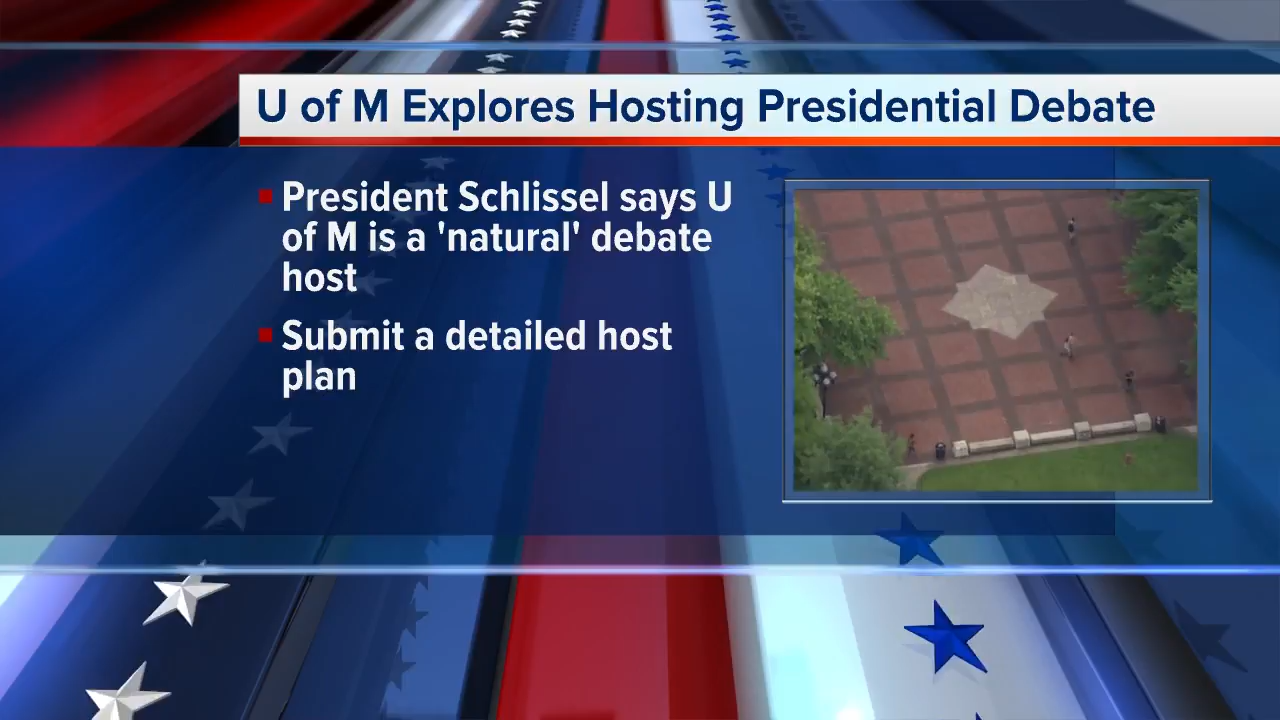 U of M Explores Hosting Presidential Debate
President Schlissel says U
of M is a 'natural' debate
host
Submit a detailed host
plan